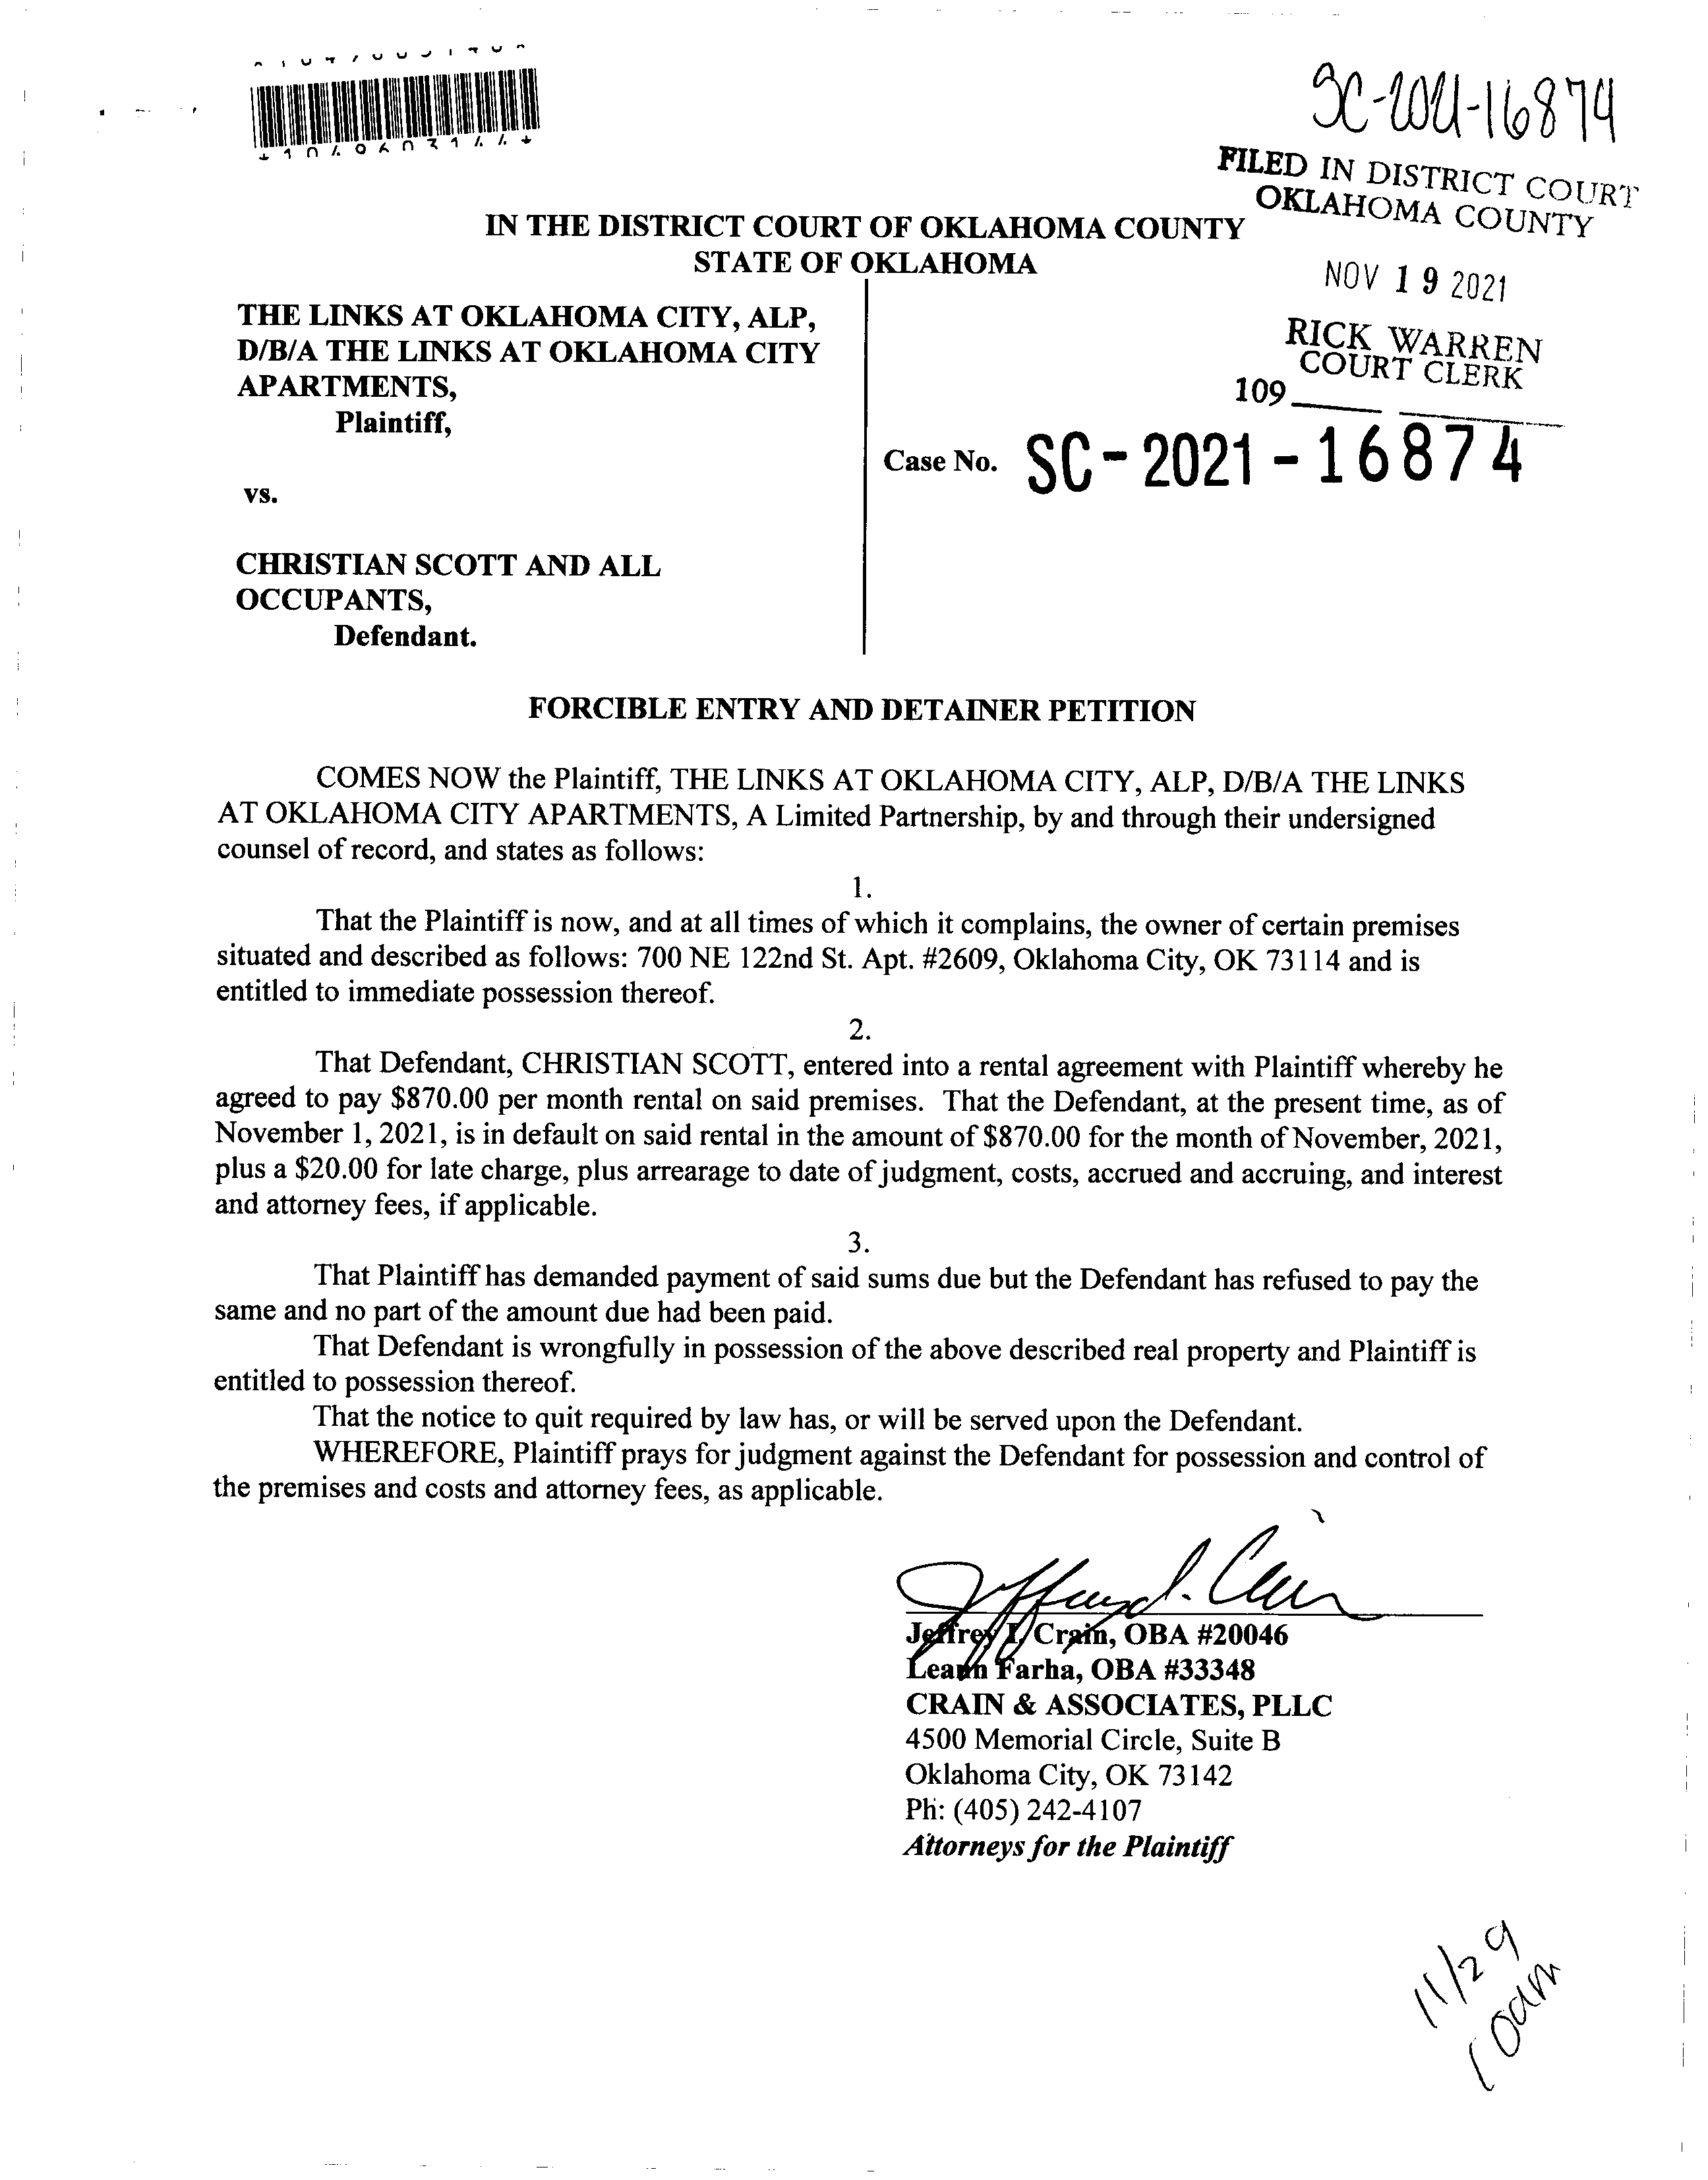 SC-2021-16874
FILED IN DISTRICT COURT
OKLAHOMA COUNTY
IN THE DISTRICT COURT OF OKLAHOMA COUNTY
STATE OF OKLAHOMA
NOV 19 2021
RICK WARREN
COURT CLERK
109
THE LINKS AT OKLAHOMA CITY, ALP,
D/B/A THE LINKS AT OKLAHOMA CITY
APARTMENTS,
Plaintiff,
Case No. SC-2021-16874
vs.
CHRISTIAN SCOTT AND ALL
OCCUPANTS,
Defendant.
FORCIBLE ENTRY AND DETAINER PETITION
COMES NOW the Plaintiff, THE LINKS AT OKLAHOMA CITY, ALP, D/B/A THE LINKS
AT OKLAHOMA CITY APARTMENTS, A Limited Partnership, by and through their undersigned
counsel of record, and states as follows:
1.
That the Plaintiff is now, and at all times of which it complains, the owner of certain premises
situated and described as follows: 700 NE 122nd St. Apt. #2609, Oklahoma City, OK 73114 and is
entitled to immediate possession thereof.
2.
That Defendant, CHRISTIAN SCOTT, entered into a rental agreement with Plaintiff whereby he
agreed to pay $870.00 per month rental on said premises. That the Defendant, at the present time, as of
November 1, 2021, is in default on said rental in the amount of $870.00 for the month of November, 2021,
plus a $20.00 for late charge, plus arrearage to date of judgment, costs, accrued and accruing, and interest
and attorney fees, if applicable.
3.
That Plaintiff has demanded payment of said sums due but the Defendant has refused to pay the
same and no part of the amount due had been paid.
That Defendant is wrongfully in possession of the above described real property and Plaintiff is
entitled to possession thereof.
That the notice to quit required by law has, or will be served upon the Defendant.
WHEREFORE, Plaintiff prays for judgment against the Defendant for possession and control of
the premises and costs and attorney fees, as applicable.
Jeffrey I. Crain, OBA #20046
Leann Farha, OBA #33348
CRAIN & ASSOCIATES, PLLC
4500 Memorial Circle, Suite B
Oklahoma City, OK 73142
Ph: (405) 242-4107
Attorneys for the Plaintiff
11/29
10am